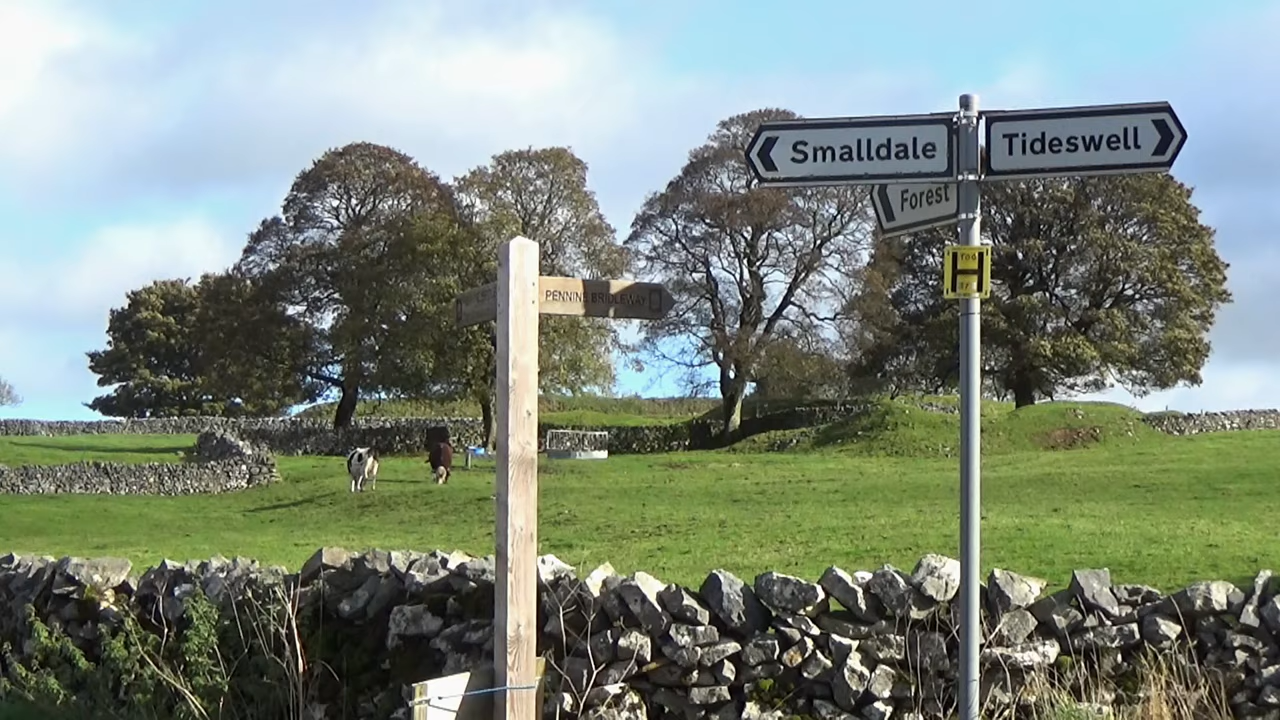 Smalldale
Tideswell
Forest
H
PENNINE BRIDLEWAY